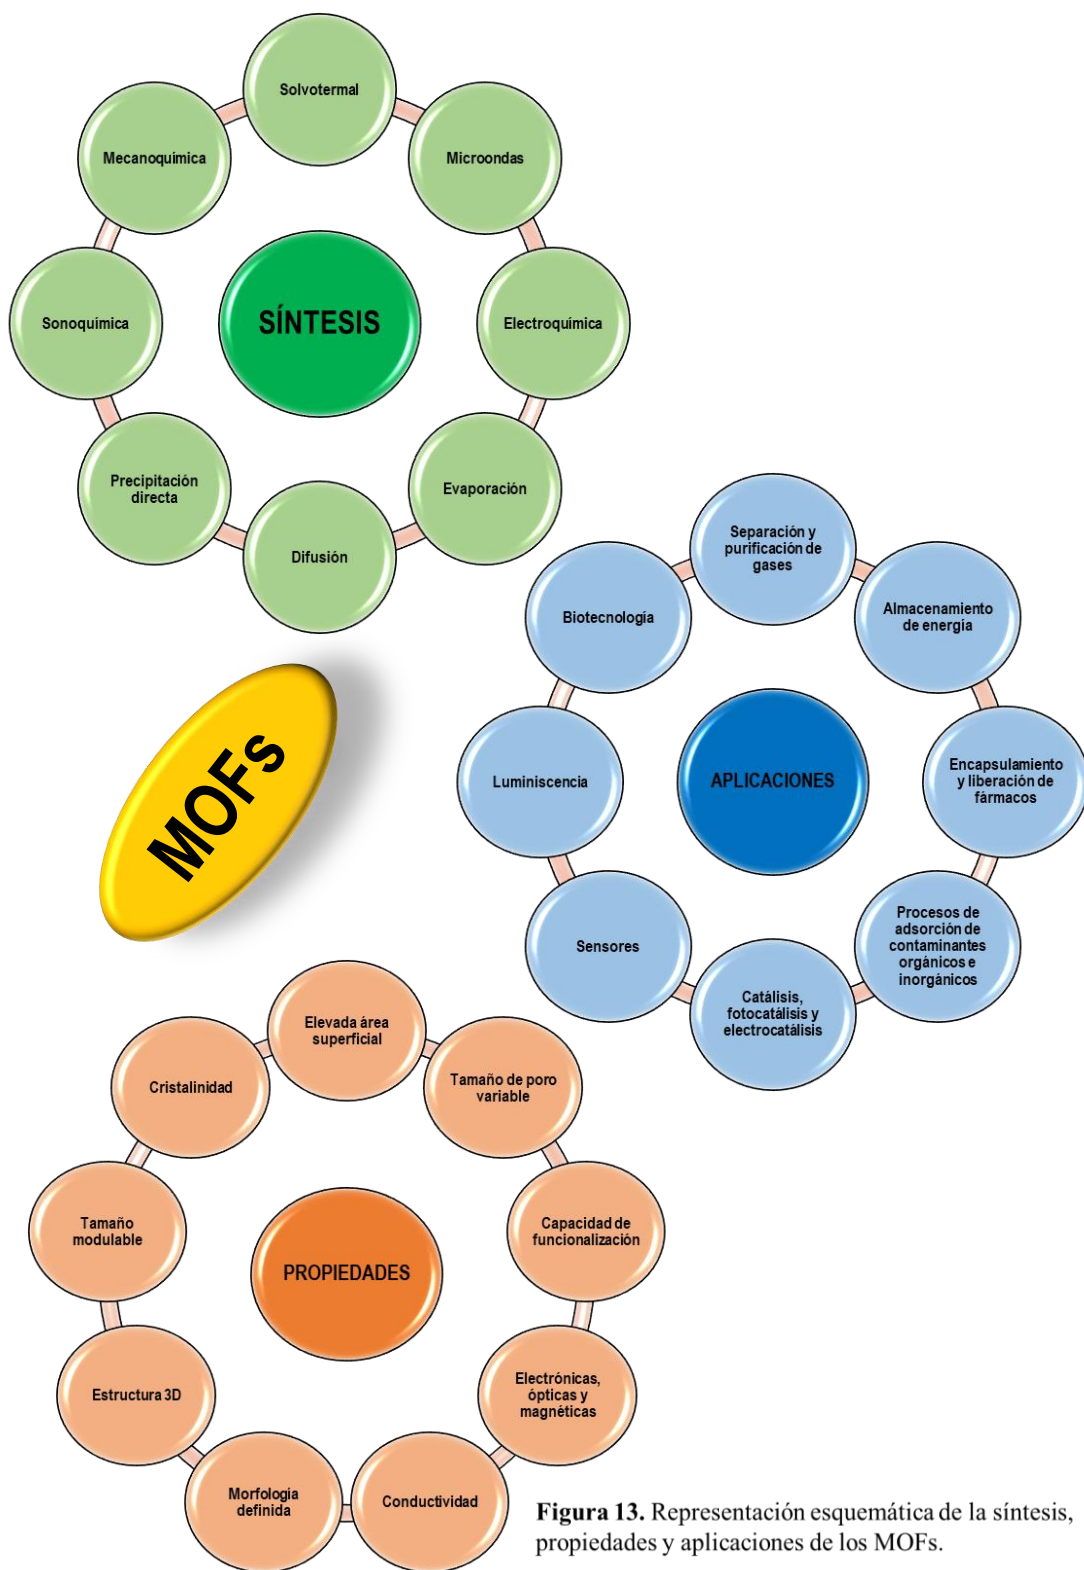 Solvotermal
Mecanoquímica
Microondas
Sonoquímica
SÍNTESIS
Electroquímica
Precipitación
directa
Evaporación
Difusión
Separación y
purificación de
gases
Biotecnología
Almacenamiento
de energía
Luminiscencia
APLICACIONES
Encapsulamiento
y liberación de
fármacos
Sensores
Procesos de
adsorción de
contaminantes
orgánicos e
inorgánicos
Catálisis,
fotocatálisis y
electrocatálisis
MOFs
Elevada área
superficial
Cristalinidad
Tamaño de poro
variable
Tamaño
modulable
Capacidad de
funcionalización
PROPIEDADES
Estructura 3D
Electrónicas,
ópticas y
magnéticas
Morfología
definida
Conductividad
Figura 13. Representación esquemática de la síntesis,
propiedades y aplicaciones de los MOFs.